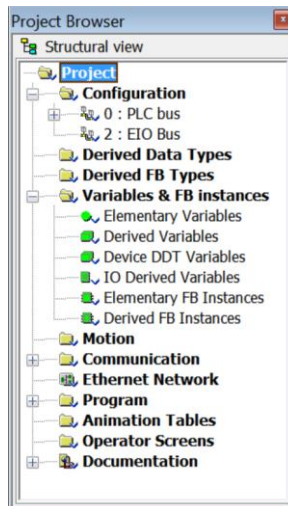 Project Browser
Structural view
Project
Configuration
0 : PLC bus
2 : EIO Bus
Derived Data Types
Derived FB Types
Variables & FB instances
Elementary Variables
Derived Variables
Device DDT Variables
IO Derived Variables
Elementary FB Instances
Derived FB Instances
Motion
Communication
Ethernet Network
Program
Animation Tables
Operator Screens
Documentation